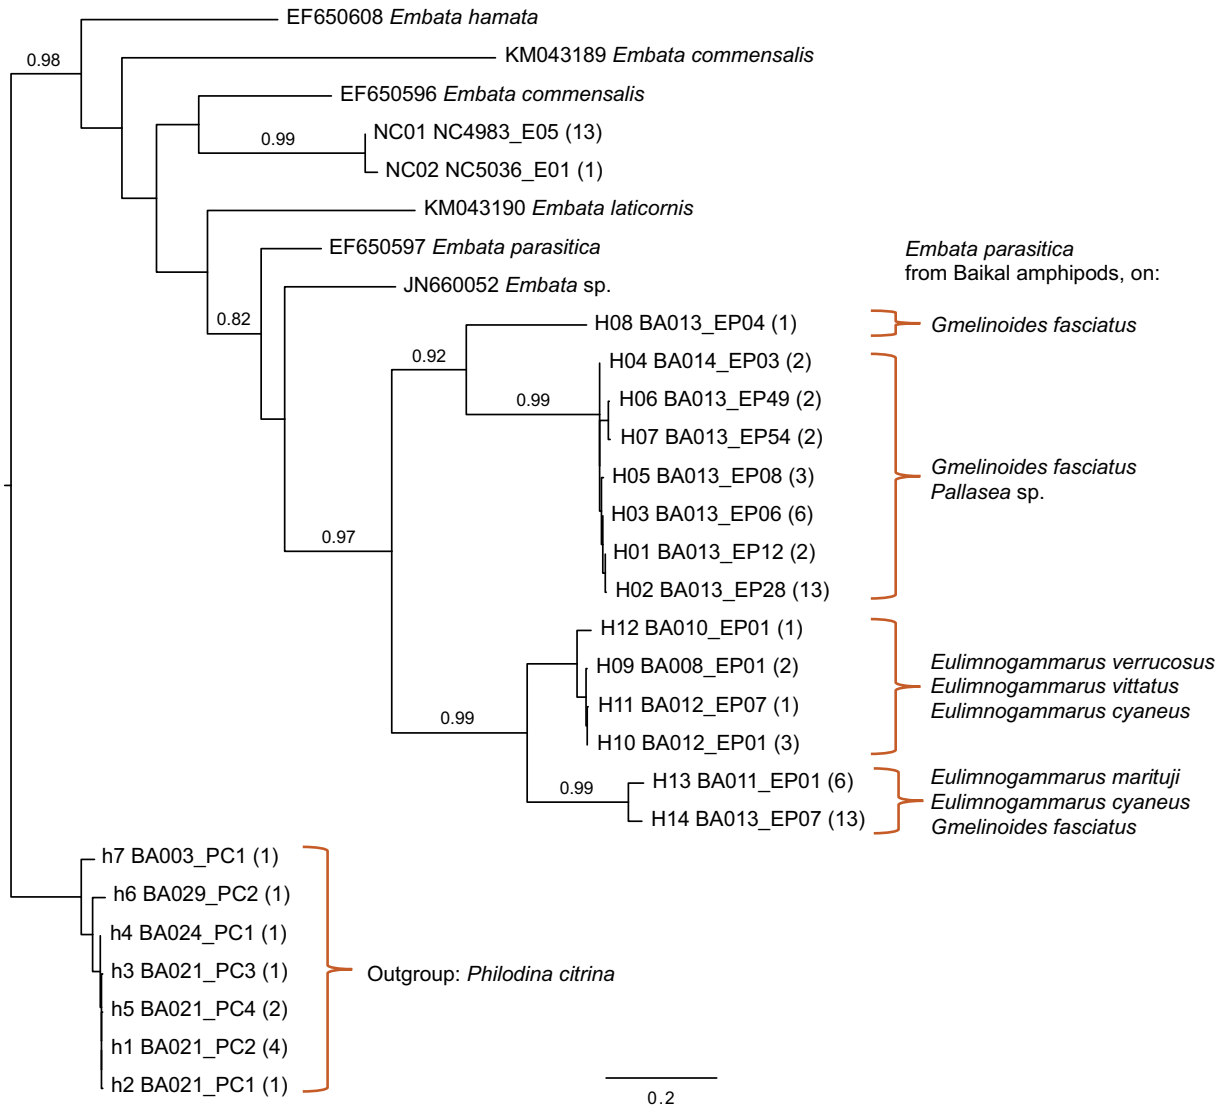 EF650608 Embata hamata
0.98
KM043189 Embata commensalis
EF650596 Embata commensalis
NC01 NC4983_E05 (13)
0.99
NC02 NC5036_E01 (1)
KM043190 Embata laticornis
EF650597 Embata parasitica
Embata parasitica
from Baikal amphipods, on:
JN660052 Embata sp.
0.82
H08 BA013_EP04 (1)
Gmelinoides fasciatus
0.92
H04 BA014_EP03 (2)
0.99
H06 BA013_EP49 (2)
H07 BA013_EP54 (2)
H05 BA013_EP08 (3)
Gmelinoides fasciatus
Pallasea sp.
H03 BA013_EP06 (6)
0.97
H01 BA013_EP12 (2)
H02 BA013_EP28 (13)
H12 BA010_EP01 (1)
H09 BA008_EP01 (2)
Eulimnogammarus verrucosus
Eulimnogammarus vittatus
Eulimnogammarus cyaneus
H11 BA012_EP07 (1)
0.99
H10 BA012_EP01 (3)
H13 BA011_EP01 (6)
0.99
Eulimnogammarus marituji
Eulimnogammarus cyaneus
Gmelinoides fasciatus
H14 BA013_EP07 (13)
h7 BA003_PC1 (1)
h6 BA029_PC2 (1)
h4 BA024_PC1 (1)
h3 BA021_PC3 (1)
Outgroup: Philodina citrina
h5 BA021_PC4 (2)
h1 BA021_PC2 (4)
h2 BA021_PC1 (1)
0.2